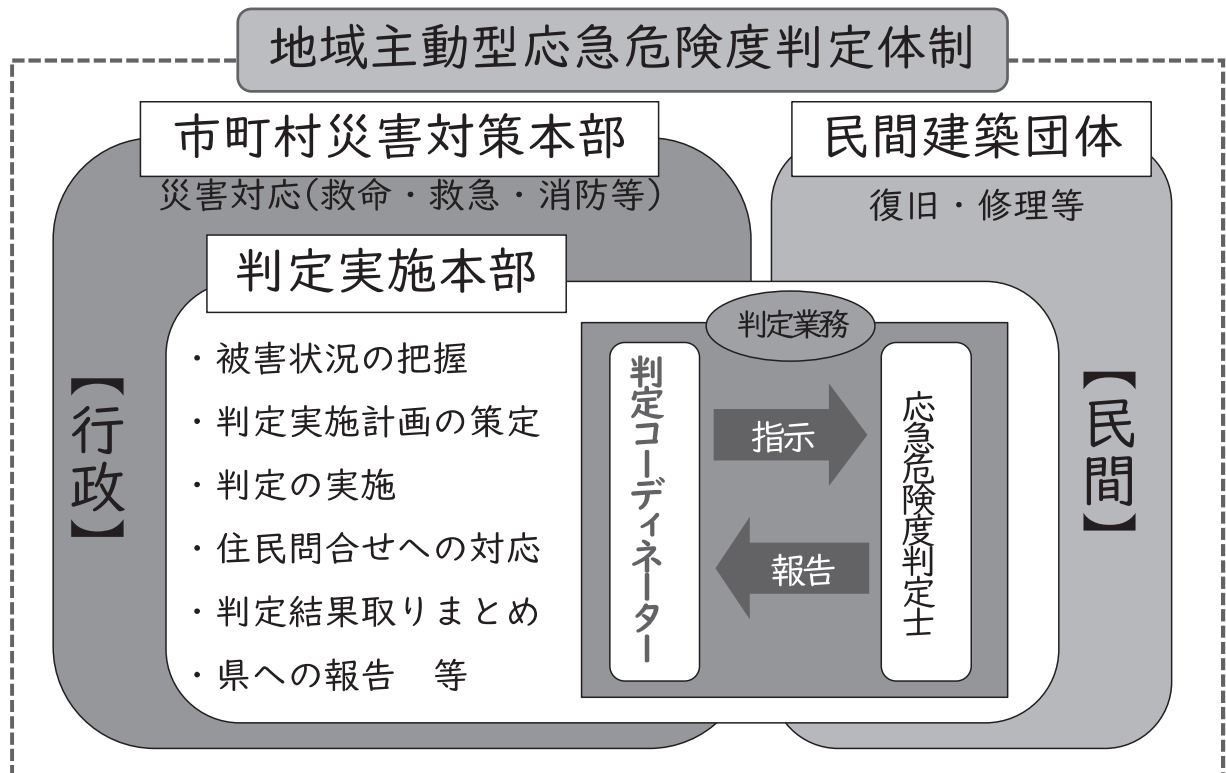 地域主動型応急危険度判定体制
市町村災害対策本部
災害対応(救命・救急・消防等)
民間建築団体
復旧・修理等
【行政】
判定実施本部
・被害状況の把握
・判定実施計画の策定
・判定の実施
・住民問合せへの対応
・判定結果取りまとめ
・県への報告　等
判定業務
判定コーディネーター
指示
報告
応急危険度判定士
【民間】